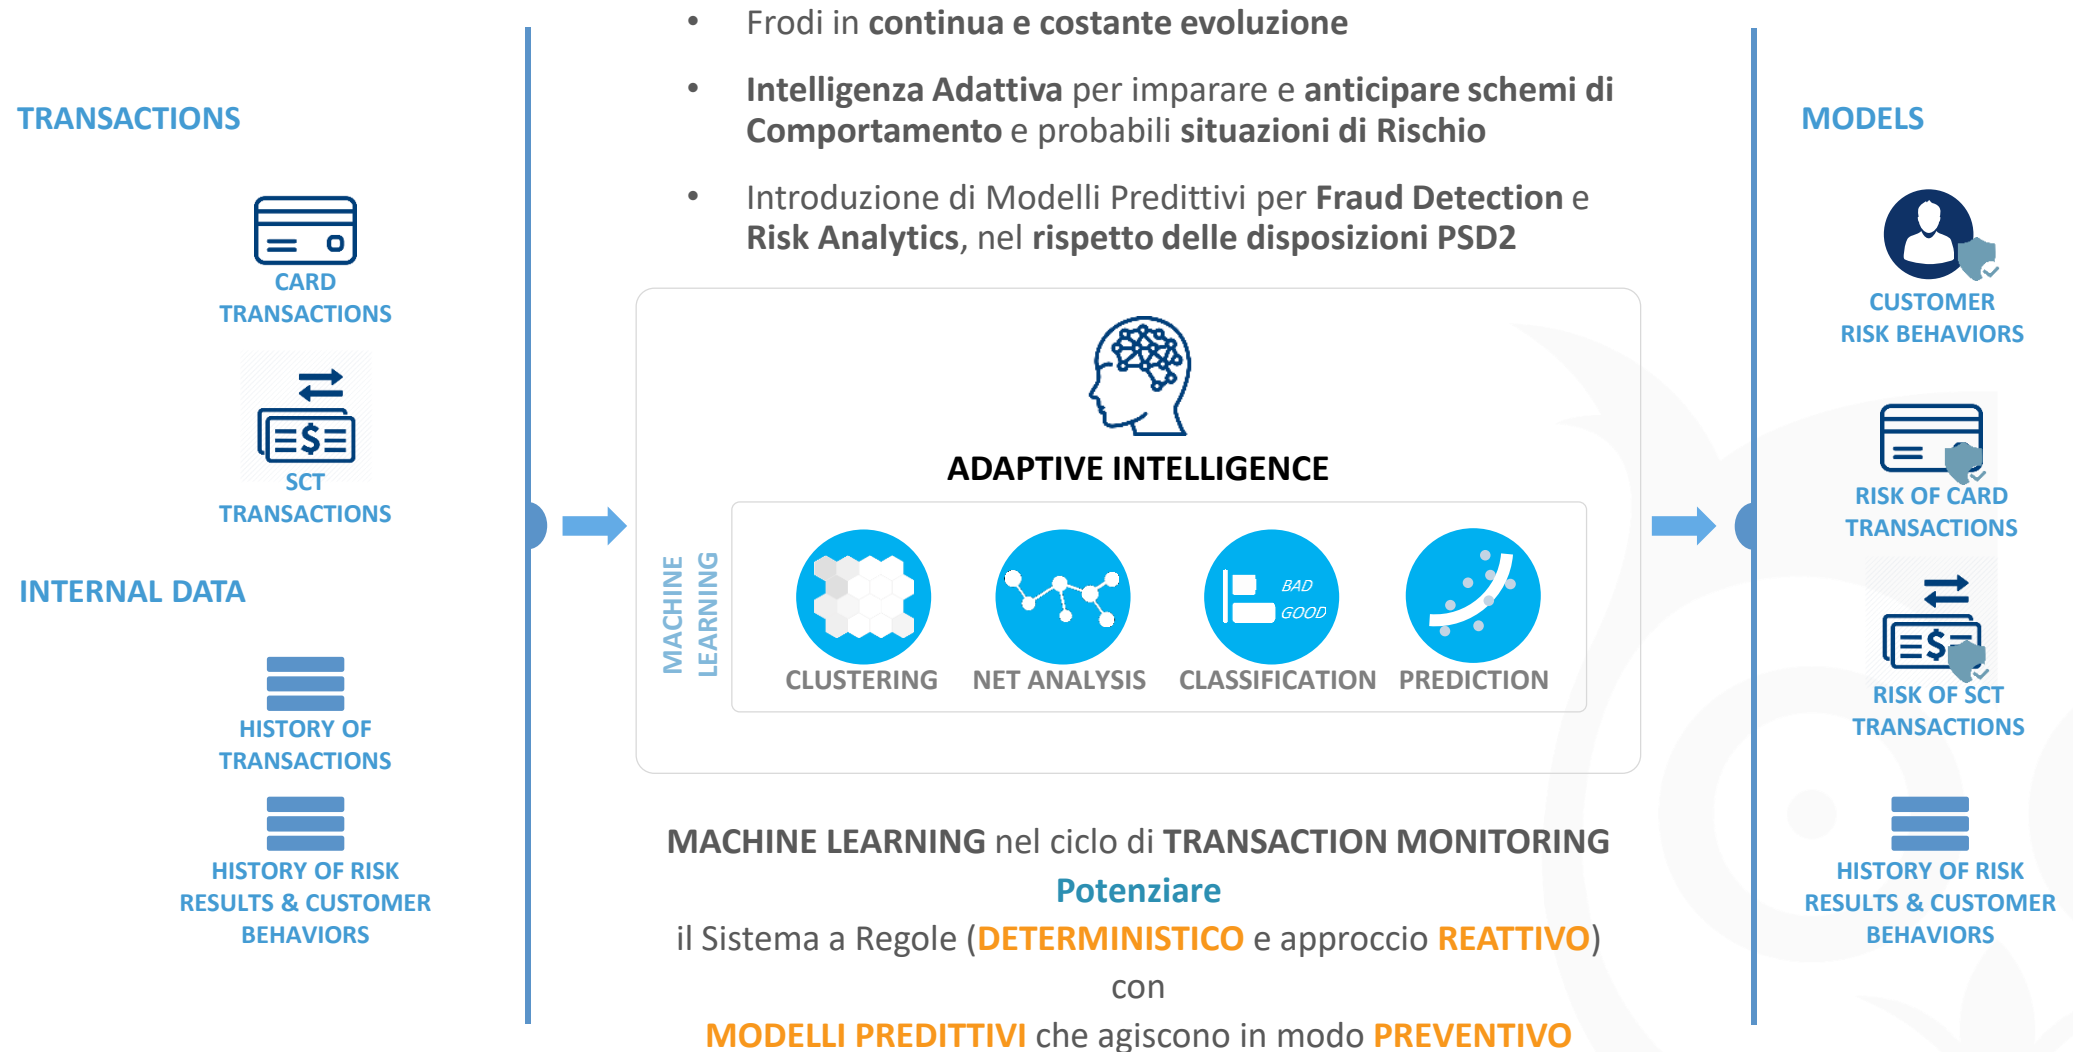 TRANSACTIONS
CARD
TRANSACTIONS
SCT
TRANSACTIONS
INTERNAL DATA
HISTORY OF
TRANSACTIONS
HISTORY OF RISK
RESULTS & CUSTOMER
BEHAVIORS
• Frodi in continua e costante evoluzione
• Intelligenza Adattiva per imparare e anticipare schemi di
Comportamento e probabili situazioni di Rischio
• Introduzione di Modelli Predittivi per Fraud Detection e
Risk Analytics, nel rispetto delle disposizioni PSD2
ADAPTIVE INTELLIGENCE
MACHINE
LEARNING
BAD
GOOD
CLUSTERING NET ANALYSIS CLASSIFICATION PREDICTION
MACHINE LEARNING nel ciclo di TRANSACTION MONITORING
Potenziare
il Sistema a Regole (DETERMINISTICO e approccio REATTIVO)
con
MODELLI PREDITTIVI che agiscono in modo PREVENTIVO
MODELS
CUSTOMER
RISK BEHAVIORS
RISK OF CARD
TRANSACTIONS
RISK OF SCT
TRANSACTIONS
HISTORY OF RISK
RESULTS & CUSTOMER
BEHAVIORS